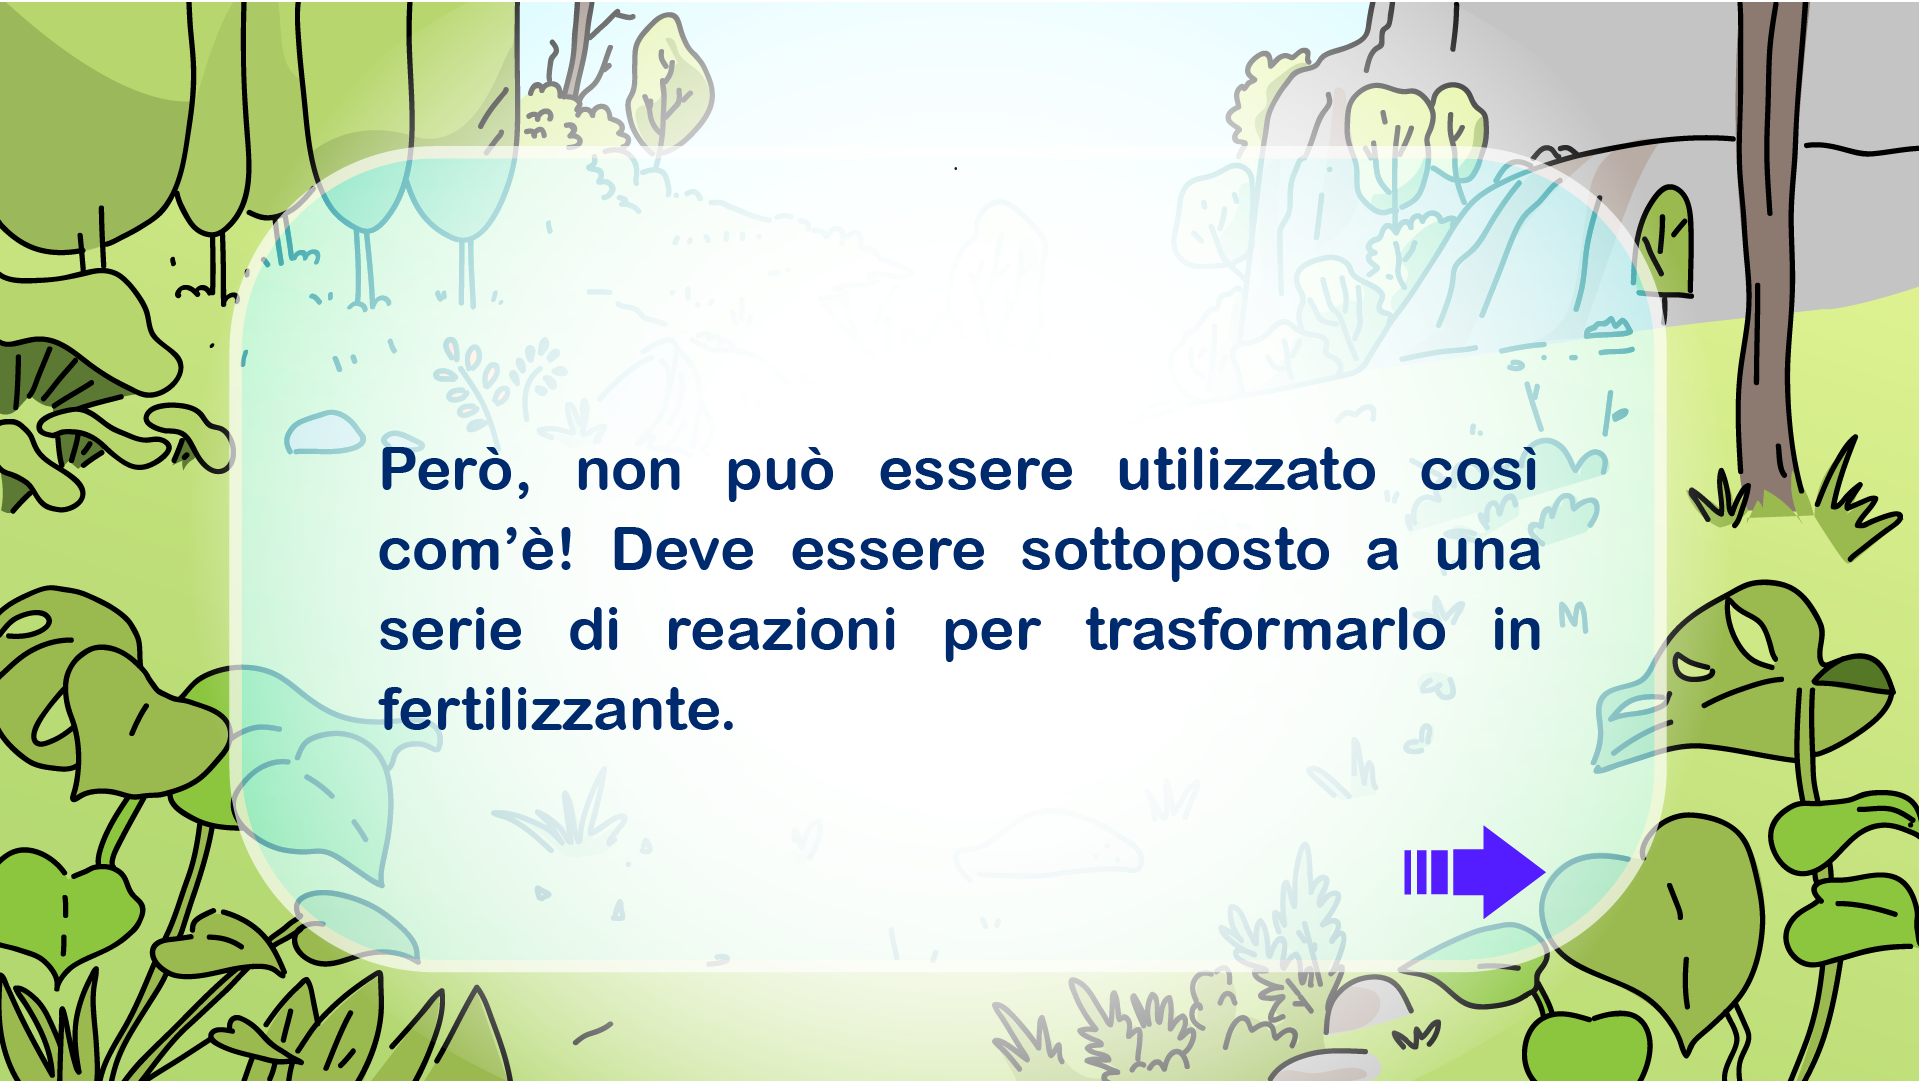 Però, non può essere utilizzato così
com’è! Deve essere sottoposto a una
serie di reazioni per trasformarlo in
fertilizzante.